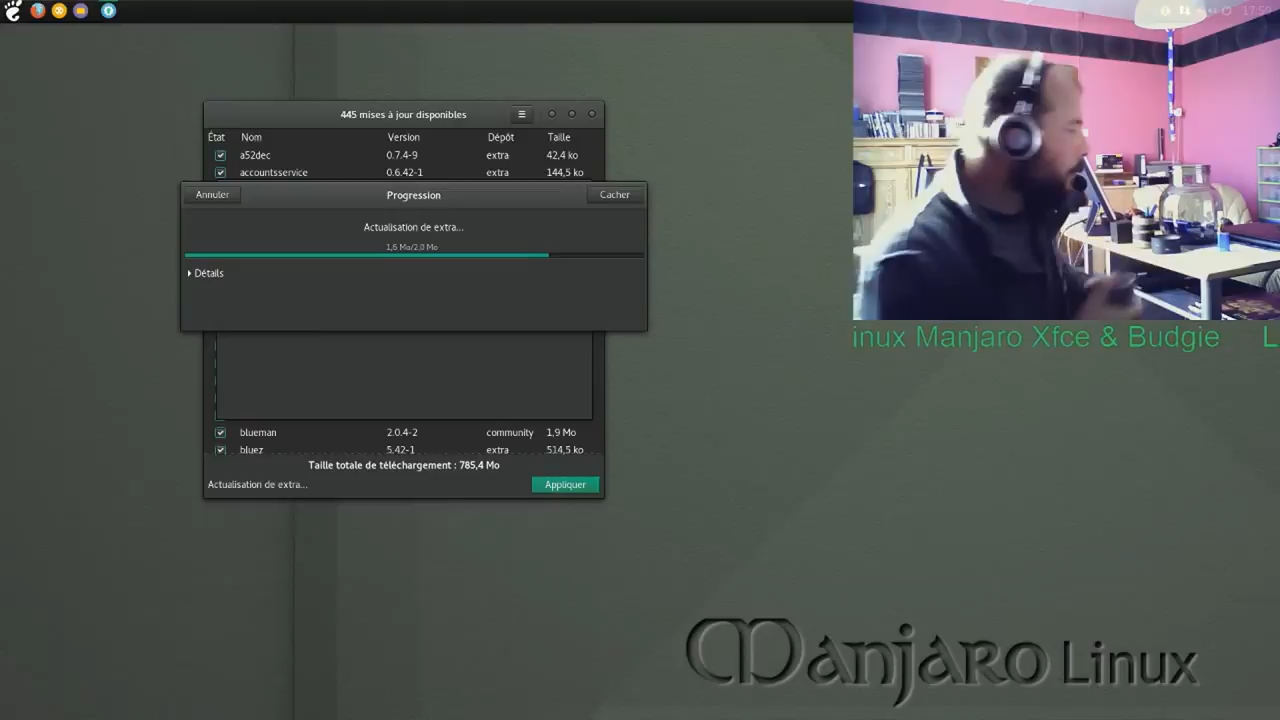 17:50
445 mises à jour disponibles
État Nom Version Dépôt Taille
a52dec 0.7.4-9 extra 42,4 ko
accountsservice 0.6.42-1 extra 144,5 ko
Annuler Progression Cacher
Actualisation de extra...
1,6 Mo/2,0 Mo
Détails
inux Manjaro Xfce & Budgie L
blueman 2.0.4-2 community 1,9 Mo
bluez 5.42-1 extra 514,5 ko
Taille totale de téléchargement : 785,4 Mo
Actualisation de extra... Appliquer
Manjaro Linux